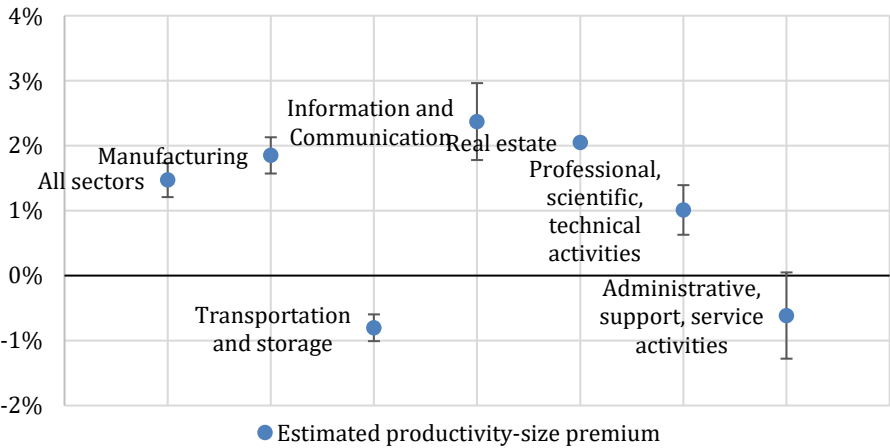 4%
3%
2%
1%
0%
-1%
-2%
All sectors
Manufacturing
Transportation
and storage
Information and
Communication
Real estate
Professional,
scientific,
technical
activities
Administrative,
support, service
activities
Estimated productivity-size premium